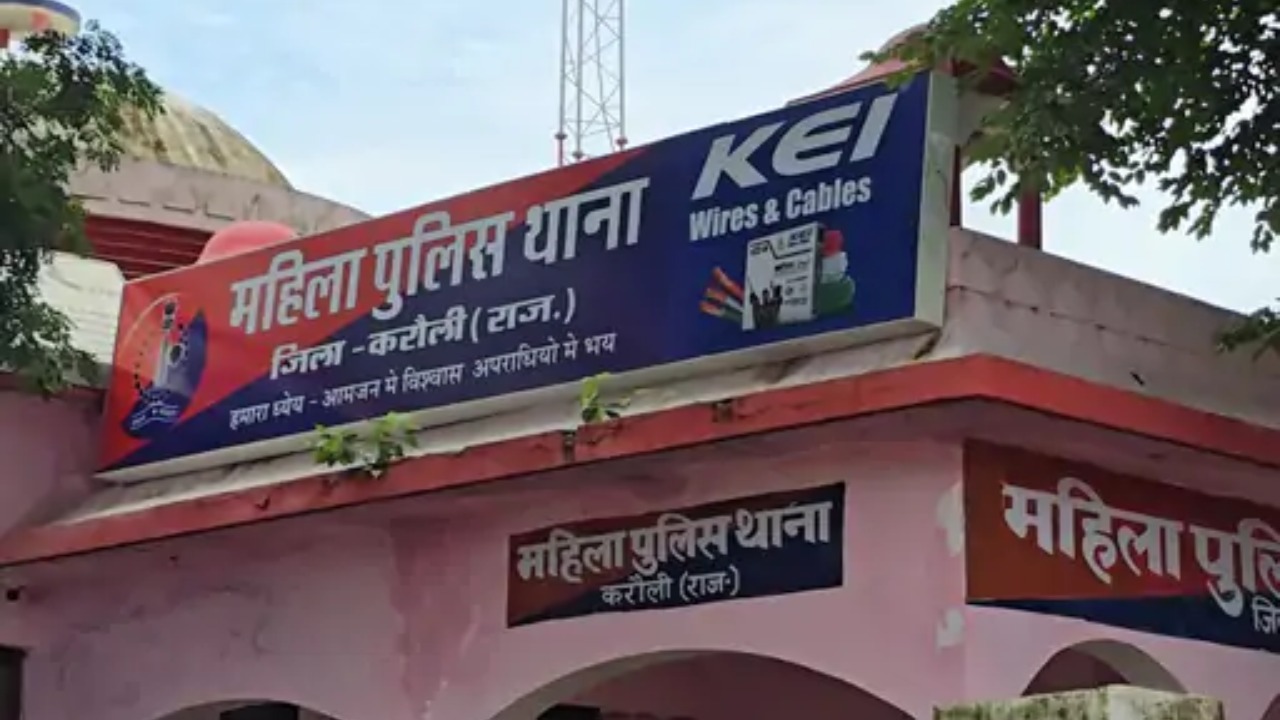 महिला पुलिस थाना
जिला - करौली (राज.)
हमारा ध्येय - आमजन मे विश्वास अपराधियो मे भय
KEI
Wires & Cables
महिला पुलिस थाना
करौली (राज.)
महिला